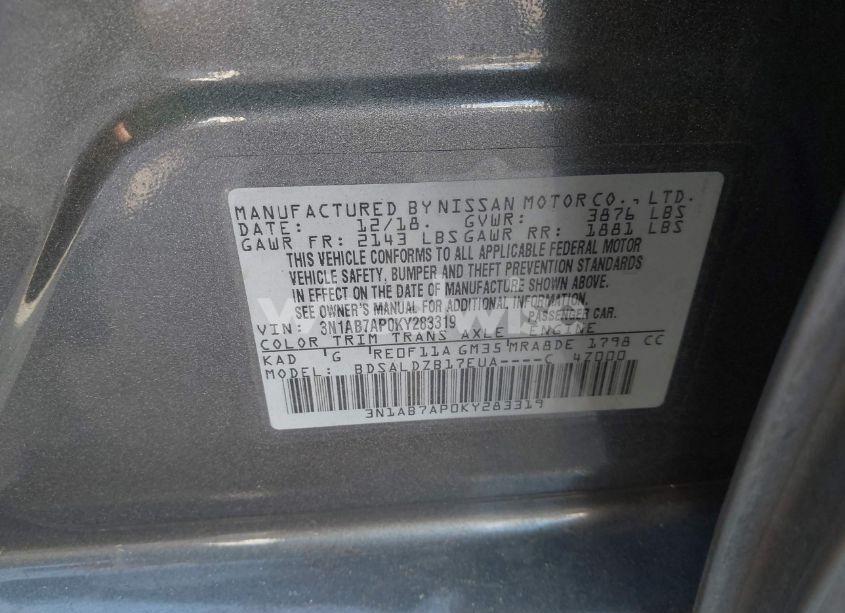 MANUFACTURED BY NISSAN MOTOR CO., LTD.
DATE: 12/18. GVWR: 3876 LBS
GAWR FR: 2143 LBS GAWR RR: 1881 LBS
THIS VEHICLE CONFORMS TO ALL APPLICABLE FEDERAL MOTOR
VEHICLE SAFETY, BUMPER AND THEFT PREVENTION STANDARDS
IN EFFECT ON THE DATE OF MANUFACTURE SHOWN ABOVE.
SEE OWNER'S MANUAL FOR ADDITIONAL INFORMATION.
VIN: 3N1AB7AP0KY283319 PASSENGER CAR.
COLOR TRIM TRANS AXLE ENGINE
KAD G RE0F11A GM35 MRA8DE 1798 CC
MODEL: BDSALDZB17EUA----C 47000
3N1AB7AP0KY283319